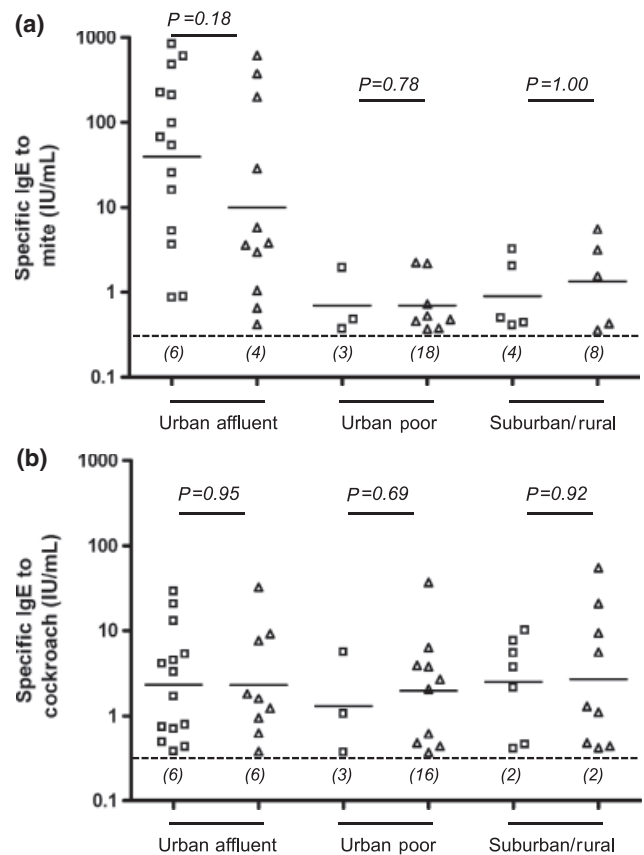 (a)
P=0.18
P=0.78
P=1.00
Specific IgE to
mite (IU/mL)
1000
100
10
1
0.1
(6) (4) (3) (18) (4) (8)
Urban affluent Urban poor Suburban/rural
(b)
P=0.95 P=0.69 P=0.92
Specific IgE to
cockroach (IU/mL)
1000
100
10
1
0.1
(6) (6) (3) (16) (2) (2)
Urban affluent Urban poor Suburban/rural